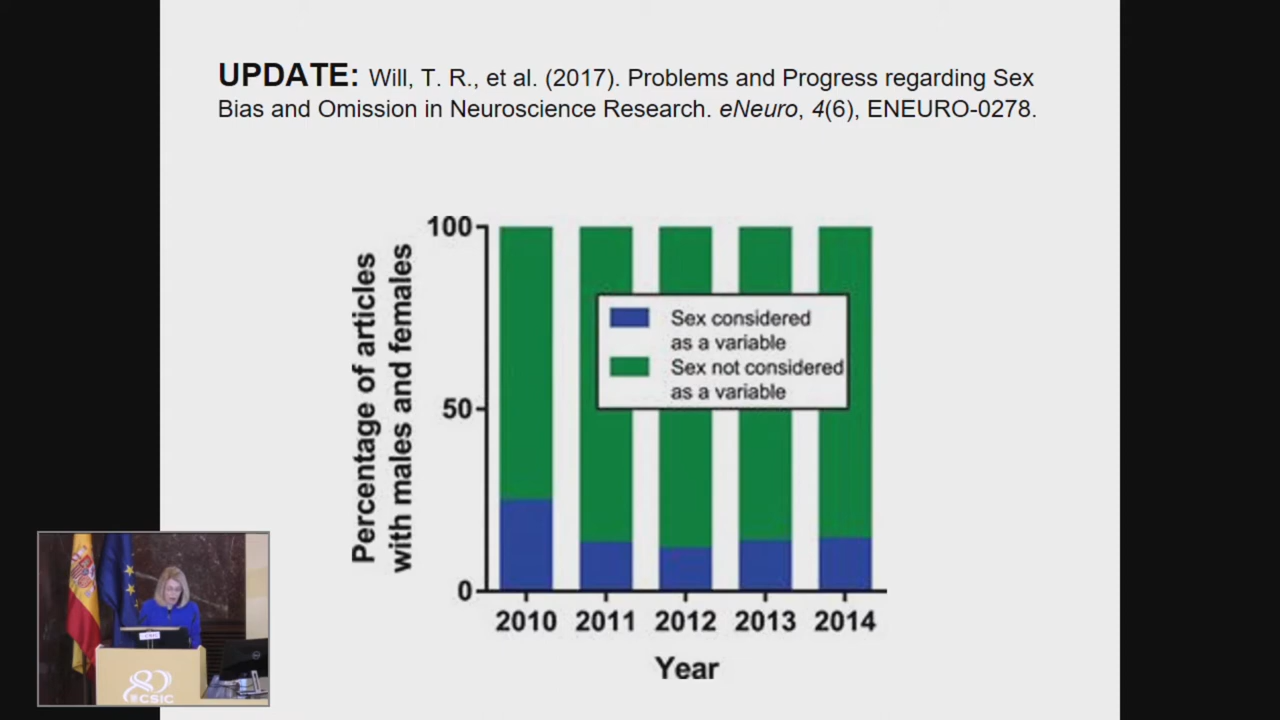 UPDATE: Will, T. R., et al. (2017). Problems and Progress regarding Sex
Bias and Omission in Neuroscience Research. eNeuro, 4(6), ENEURO-0278.
Percentage of articles
with males and females
100
50
0
Sex considered
as a variable
Sex not considered
as a variable
2010 2011 2012 2013 2014
Year
80
CSIC